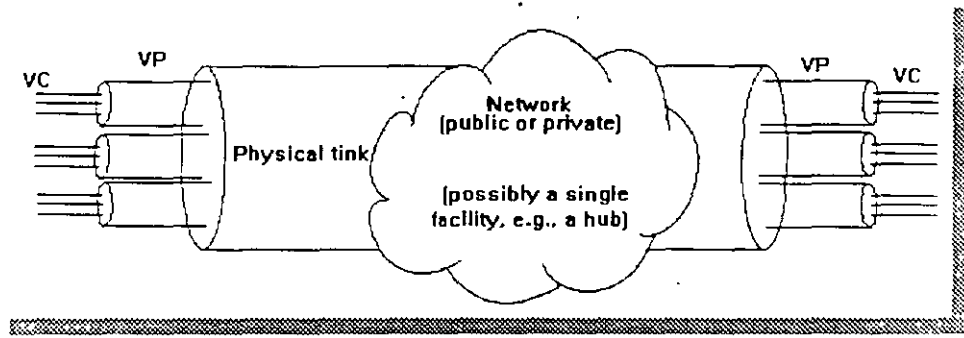 VP
VC
VP
VC
Network
(public or private)
Physical tink
(possibly a single
facility, e.g., a hub)